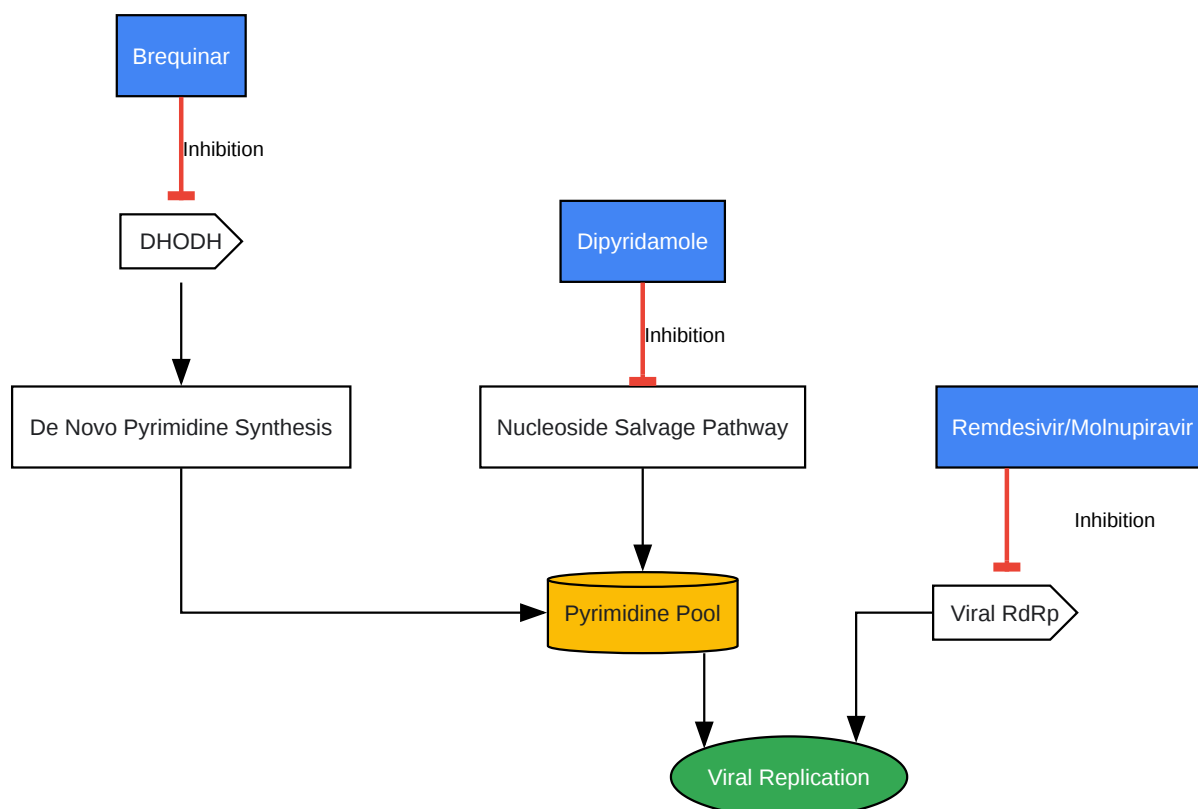 Brequinar
Inhibition
DHODH
Dipyridamole
Inhibition
De Novo Pyrimidine Synthesis
Nucleoside Salvage Pathway
Remdesivir/Molnupiravir
Inhibition
Pyrimidine Pool
Viral RdRp
Viral Replication